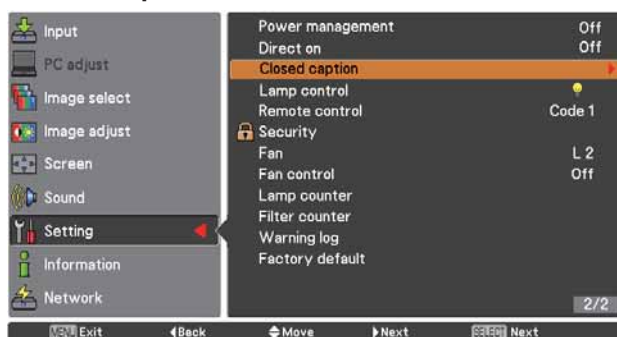 Input
PC adjust
Image select
Image adjust
Screen
Sound
Setting
Information
Network
Power management Off
Direct on Off
Closed caption
Lamp control
Remote control Code 1
Security
Fan L 2
Fan control Off
Lamp counter
Filter counter
Warning log
Factory default
2/2
MENU Exit Back Move Next SELECT Next